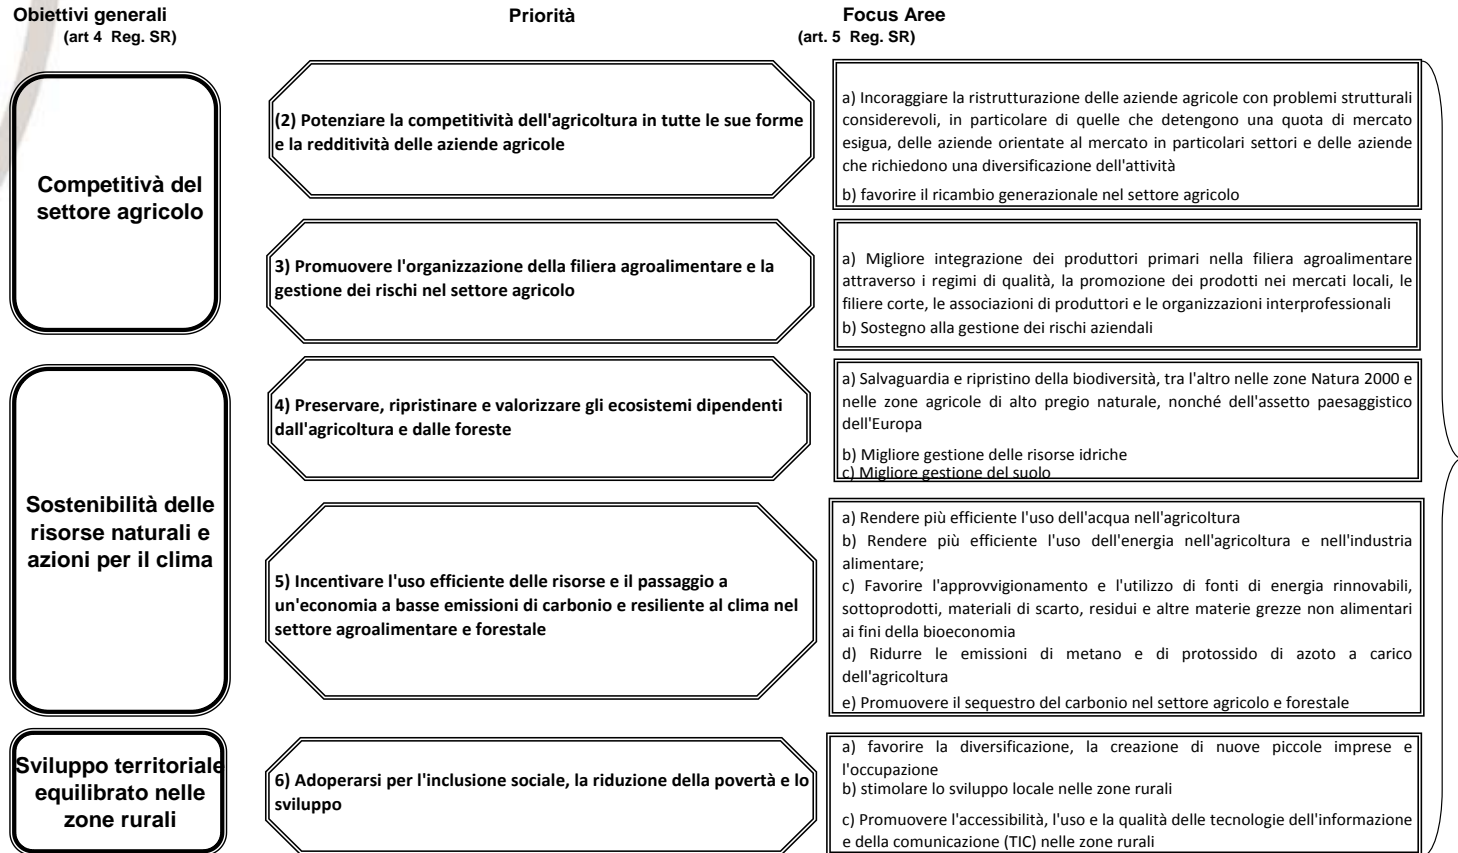 Obiettivi generali
(art 4 Reg. SR)
Priorità
Focus Aree
(art. 5 Reg. SR)
Competitivà del
settore agricolo
(2) Potenziare la competitività dell'agricoltura in tutte le sue forme
e la redditività delle aziende agricole
a) Incoraggiare la ristrutturazione delle aziende agricole con problemi strutturali
considerevoli, in particolare di quelle che detengono una quota di mercato
esigua, delle aziende orientate al mercato in particolari settori e delle aziende
che richiedono una diversificazione dell'attività
b) favorire il ricambio generazionale nel settore agricolo
3) Promuovere l'organizzazione della filiera agroalimentare e la
gestione dei rischi nel settore agricolo
a) Migliore integrazione dei produttori primari nella filiera agroalimentare
attraverso i regimi di qualità, la promozione dei prodotti nei mercati locali, le
filiere corte, le associazioni di produttori e le organizzazioni interprofessionali
b) Sostegno alla gestione dei rischi aziendali
Sostenibilità delle
risorse naturali e
azioni per il clima
4) Preservare, ripristinare e valorizzare gli ecosistemi dipendenti
dall'agricoltura e dalle foreste
a) Salvaguardia e ripristino della biodiversità, tra l'altro nelle zone Natura 2000 e
nelle zone agricole di alto pregio naturale, nonché dell'assetto paesaggistico
dell'Europa
b) Migliore gestione delle risorse idriche
c) Migliore gestione del suolo
5) Incentivare l'uso efficiente delle risorse e il passaggio a
un'economia a basse emissioni di carbonio e resiliente al clima nel
settore agroalimentare e forestale
a) Rendere più efficiente l'uso dell'acqua nell'agricoltura
b) Rendere più efficiente l'uso dell'energia nell'agricoltura e nell'industria
alimentare;
c) Favorire l'approvvigionamento e l'utilizzo di fonti di energia rinnovabili,
sottoprodotti, materiali di scarto, residui e altre materie grezze non alimentari
ai fini della bioeconomia
d) Ridurre le emissioni di metano e di protossido di azoto a carico
dell'agricoltura
e) Promuovere il sequestro del carbonio nel settore agricolo e forestale
Sviluppo territoriale
equilibrato nelle
zone rurali
6) Adoperarsi per l'inclusione sociale, la riduzione della povertà e lo
sviluppo
a) favorire la diversificazione, la creazione di nuove piccole imprese e
l'occupazione
b) stimolare lo sviluppo locale nelle zone rurali
c) Promuovere l'accessibilità, l'uso e la qualità delle tecnologie dell'informazione
e della comunicazione (TIC) nelle zone rurali